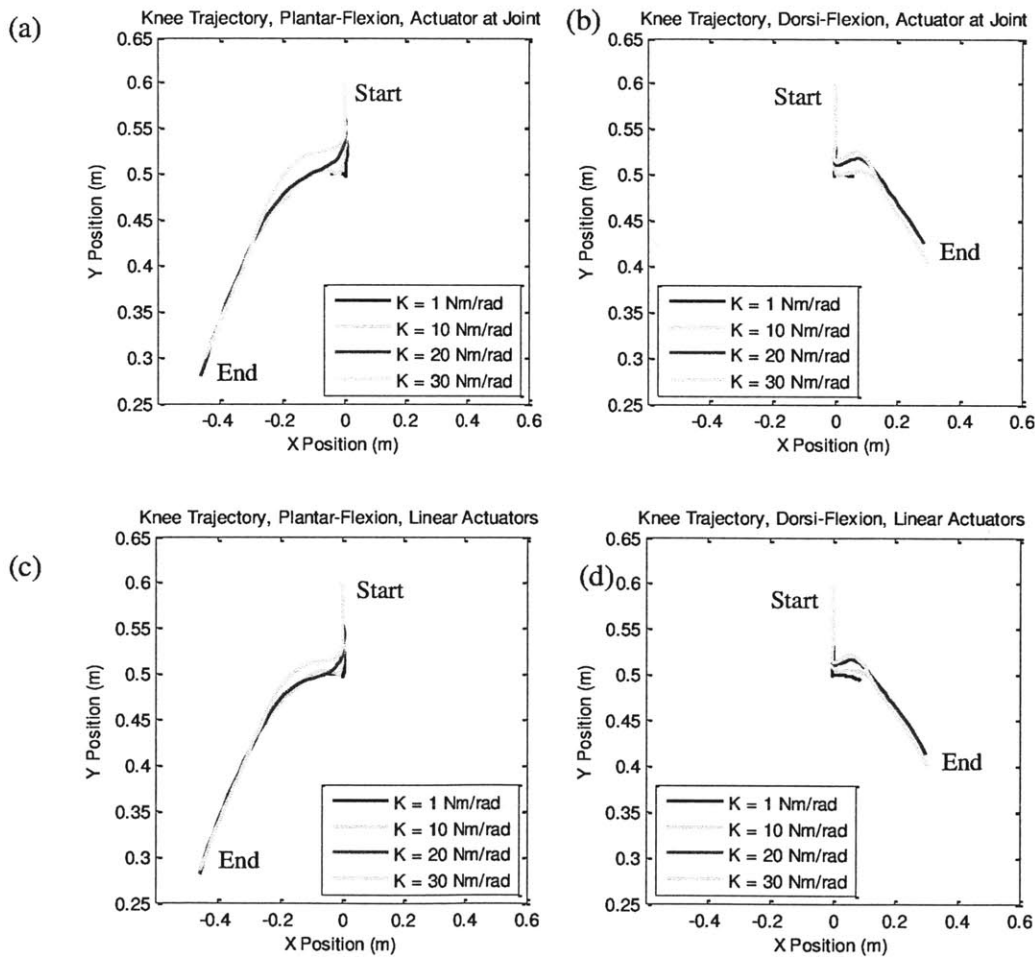 (a)
Knee Trajectory, Plantar-Flexion, Actuator at Joint
0.65
0.6
0.55
0.5
0.45
0.4
0.35
0.3
0.25
Y Position (m)
Start
End
K = 1 Nm/rad
K = 10 Nm/rad
K = 20 Nm/rad
K = 30 Nm/rad
-0.4 -0.2 0 0.2 0.4 0.6
X Position (m)
(b)
Knee Trajectory, Dorsi-Flexion, Actuator at Joint
0.65
0.6
0.55
0.5
0.45
0.4
0.35
0.3
0.25
Y Position (m)
Start
End
K = 1 Nm/rad
K = 10 Nm/rad
K = 20 Nm/rad
K = 30 Nm/rad
-0.4 -0.2 0 0.2 0.4 0.6
X Position (m)
(c)
Knee Trajectory, Plantar-Flexion, Linear Actuators
0.65
0.6
0.55
0.5
0.45
0.4
0.35
0.3
0.25
Y Position (m)
Start
End
K = 1 Nm/rad
K = 10 Nm/rad
K = 20 Nm/rad
K = 30 Nm/rad
-0.4 -0.2 0 0.2 0.4 0.6
X Position (m)
(d)
Knee Trajectory, Dorsi-Flexion, Linear Actuators
0.65
0.6
0.55
0.5
0.45
0.4
0.35
0.3
0.25
Y Position (m)
Start
End
K = 1 Nm/rad
K = 10 Nm/rad
K = 20 Nm/rad
K = 30 Nm/rad
-0.4 -0.2 0 0.2 0.4 0.6
X Position (m)